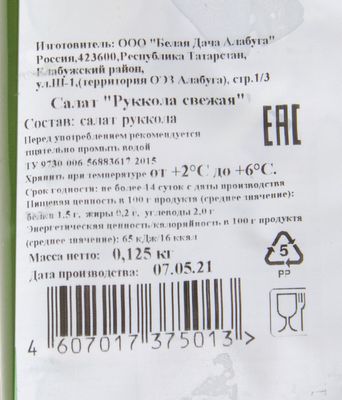 Изготовитель: ООО "Белая Дача Алабуга"
Россия,423600,Республика Татарстан,
Елабужский район,
ул.Ш-1,(территория ОЭЗ Алабуга), стр.1/3
Салат "Руккола свежая"
Состав: салат руккола
Перед употреблением рекомендуется
тщательно промыть водой
ТУ 9730-006-56883617-2015
Хранить при температуре от +2°С до +6°С.
Срок годности: не более 14 суток с даты производства
Пищевая ценность в 100 г продукта (среднее значение):
белки 1,5 г, жиры 0,2 г, углеводы 2,0 г
Энергетическая ценность/калорийность в 100 г продукта
(среднее значение): 65 кДж/16 ккал
Масса нетто: 0,125 кг
Дата производства: 07.05.21
ЕАС
5
PP
4 607017 375013 >